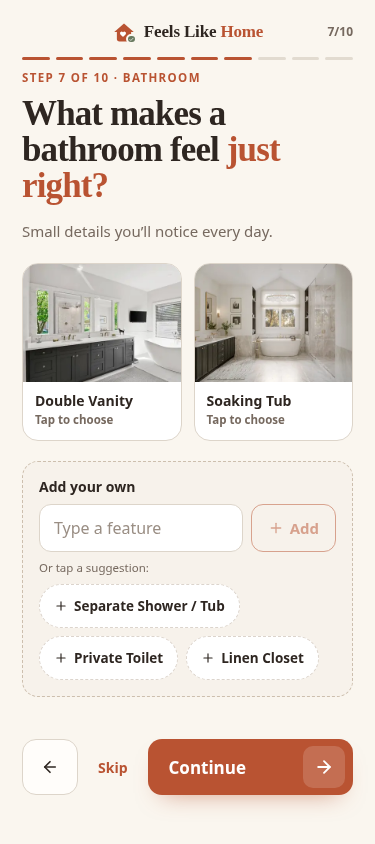 Feels Like Home
7/10
STEP 7 OF 10 · BATHROOM
What makes a
bathroom feel just
right?
Small details you’ll notice every day.
Double Vanity
Tap to choose
Soaking Tub
Tap to choose
Add your own
Type a feature
+ Add
Or tap a suggestion:
+ Separate Shower / Tub
+ Private Toilet
+ Linen Closet
Skip
Continue